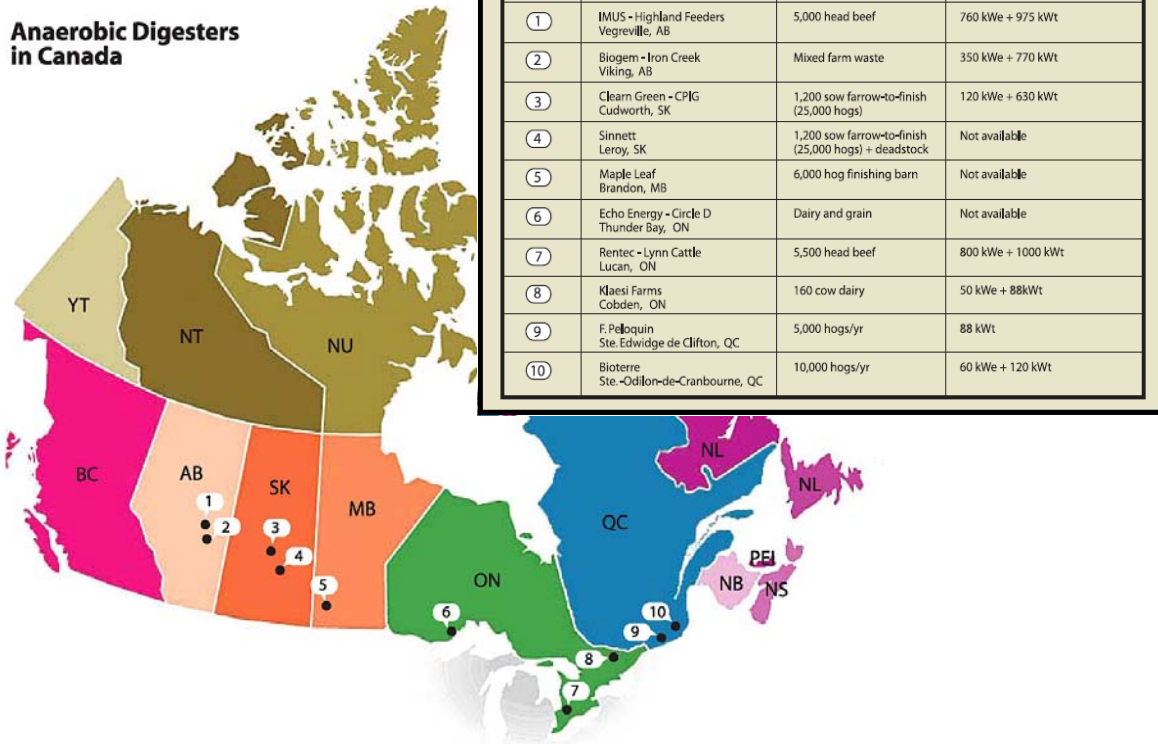 Anaerobic Digesters
in Canada
1
IMUS - Highland Feeders
Vegreville, AB
5,000 head beef
760 kWe + 975 kWt
2
Biogem - Iron Creek
Viking, AB
Mixed farm waste
350 kWe + 770 kWt
3
Clearn Green - CPIG
Cudworth, SK
1,200 sow farrow-to-finish
(25,000 hogs)
120 kWe + 630 kWt
4
Sinnett
Leroy, SK
1,200 sow farrow-to-finish
(25,000 hogs) + deadstock
Not available
5
Maple Leaf
Brandon, MB
6,000 hog finishing barn
Not available
6
Echo Energy - Circle D
Thunder Bay, ON
Dairy and grain
Not available
7
Rentec - Lynn Cattle
Lucan, ON
5,500 head beef
800 kWe + 1000 kWt
8
Klaesi Farms
Cobden, ON
160 cow dairy
50 kWe + 88kWt
9
F. Peloquin
Ste. Edwidge de Clifton, QC
5,000 hogs/yr
88 kWt
10
Bioterre
Ste.-Odilon-de-Cranbourne, QC
10,000 hogs/yr
60 kWe + 120 kWt
YT
NT
NU
BC
AB
SK
MB
ON
QC
NL
NL
PEI
NB
NS
1
2
3
4
5
6
7
8
9
10